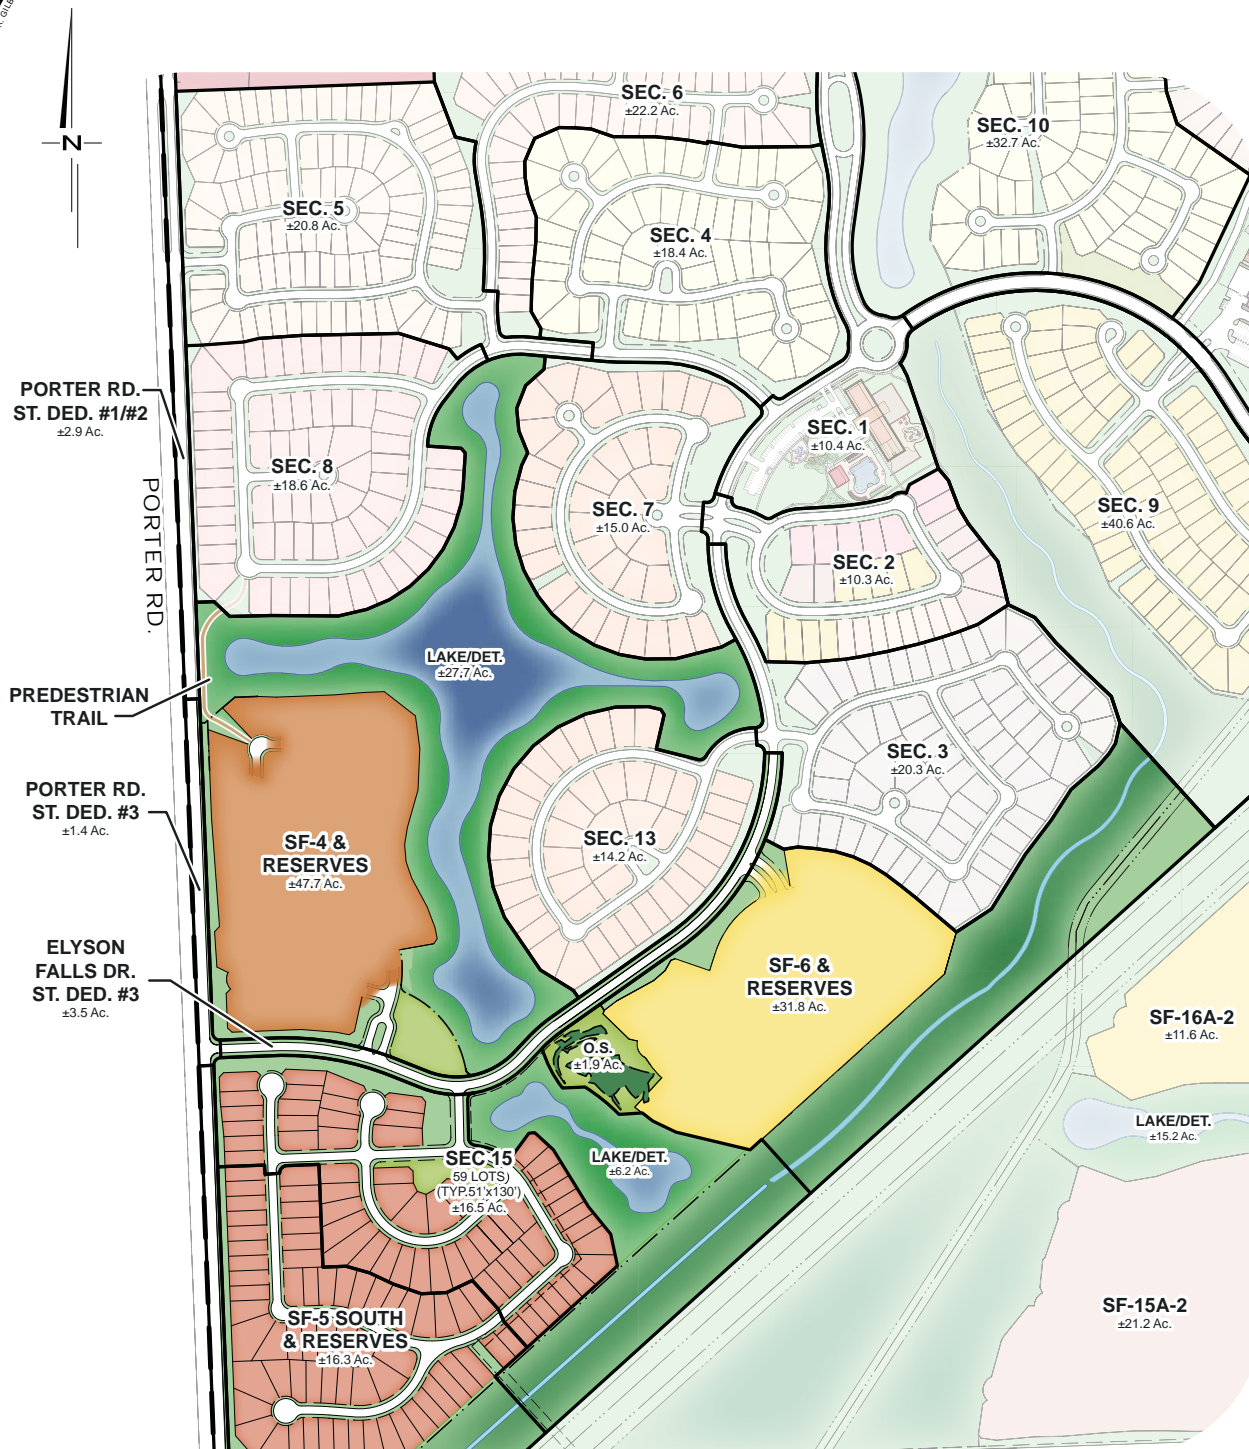 N
SEC. 6
±22.2 Ac.
SEC. 10
±32.7 Ac.
SEC. 5
±20.8 Ac.
SEC. 4
±18.4 Ac.
PORTER RD.
ST. DED. #1/#2
±2.9 Ac.
SEC. 1
±10.4 Ac.
SEC. 8
±18.6 Ac.
SEC. 7
±15.0 Ac.
SEC. 9
±40.6 Ac.
PORTER RD.
SEC. 2
±10.3 Ac.
LAKE/DET.
±27.7 Ac.
PREDESTRIAN
TRAIL
SEC. 3
±20.3 Ac.
PORTER RD.
ST. DED. #3
±1.4 Ac.
SF-4 &
RESERVES
±47.7 Ac.
SEC. 13
±14.2 Ac.
ELYSON
FALLS DR.
ST. DED. #3
±3.5 Ac.
SF-6 &
RESERVES
±31.8 Ac.
SF-16A-2
±11.6 Ac.
O.S.
±1.9 Ac.
LAKE/DET.
±15.2 Ac.
SEC.15
59 LOTS
(TYP.51'x130')
±16.5 Ac.
LAKE/DET.
±6.2 Ac.
SF-5 SOUTH
& RESERVES
±16.3 Ac.
SF-15A-2
±21.2 Ac.